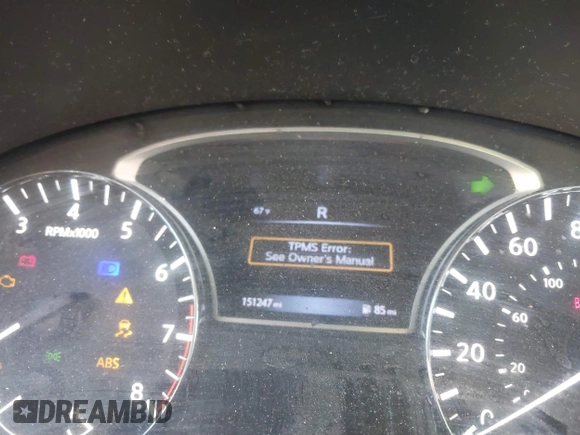 3 4 5 6 7 8
RPMx1000
ABS
67°F
R
TPMS Error:
See Owner's Manual
151247 mi
85 mi
0 20 40 60 80
20 60 100
DREAMBID